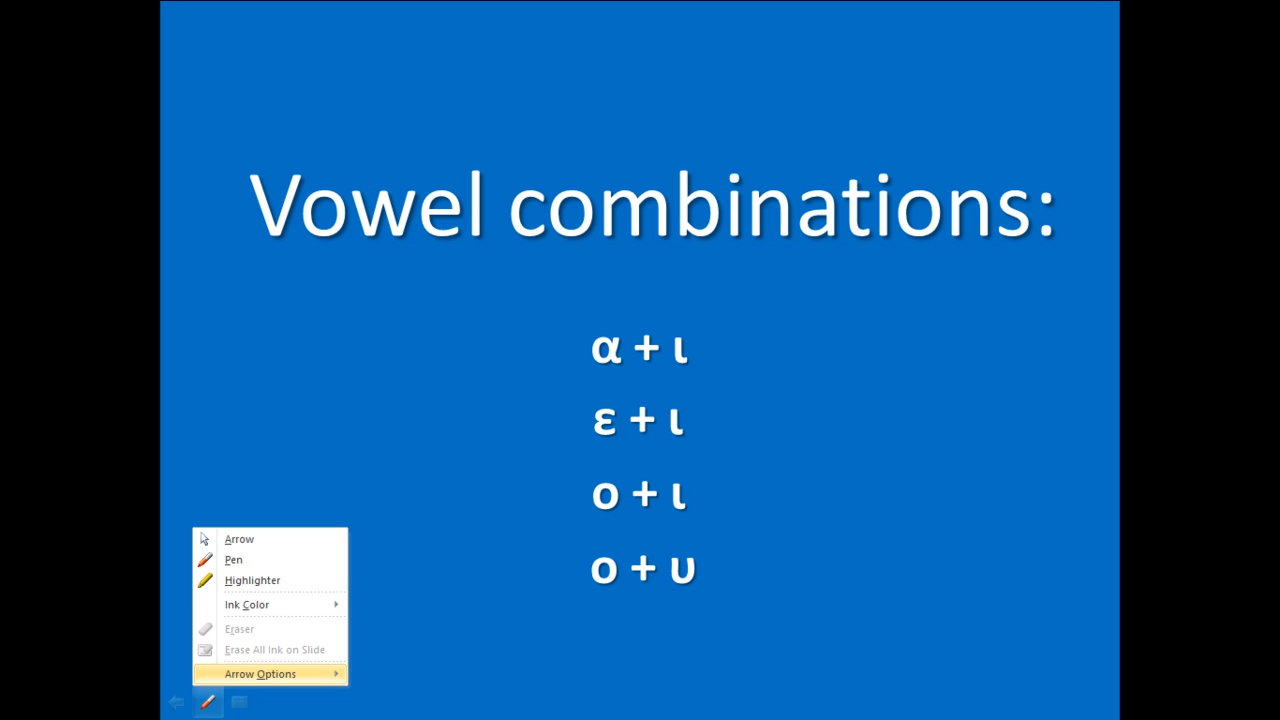 Vowel combinations:
α + ι
ε + ι
ο + ι
ο + υ
Arrow
Pen
Highlighter
Ink Color
Eraser
Erase All Ink on Slide
Arrow Options